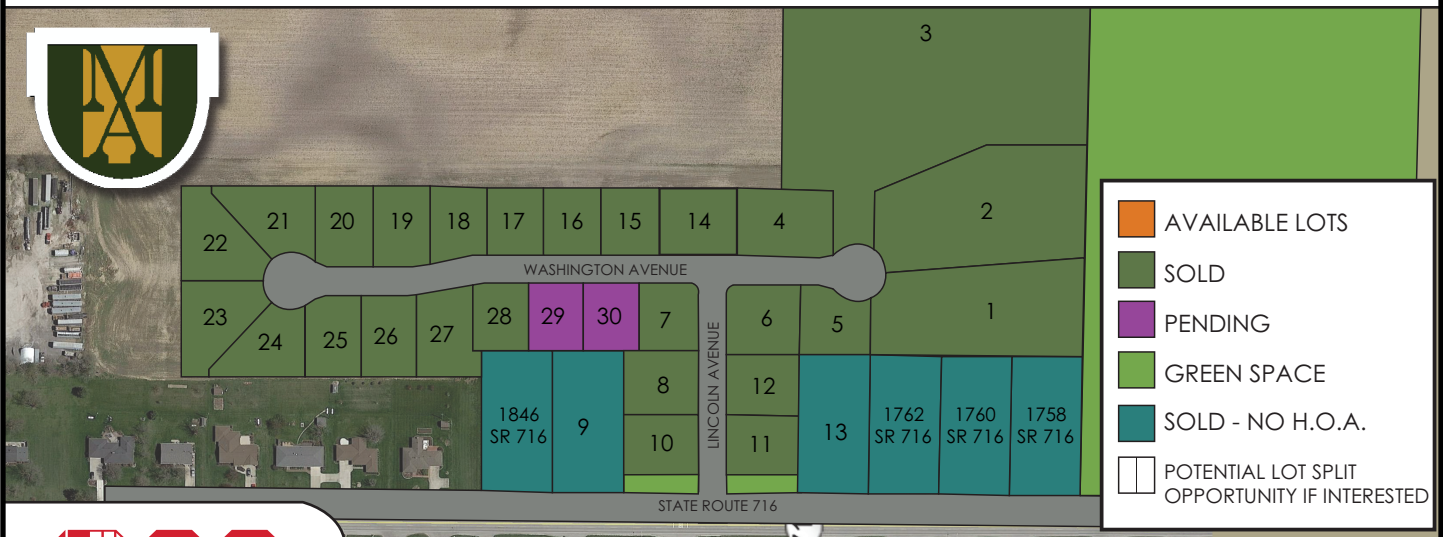 3
2
1
21
20
19
18
17
16
15
14
4
22
WASHINGTON AVENUE
23
24
25
26
27
28
29
30
7
6
5
LINCOLN AVENUE
8
12
10
11
1846
SR 716
9
13
1762
SR 716
1760
SR 716
1758
SR 716
STATE ROUTE 716
AVAILABLE LOTS
SOLD
PENDING
GREEN SPACE
SOLD - NO H.O.A.
POTENTIAL LOT SPLIT
OPPORTUNITY IF INTERESTED